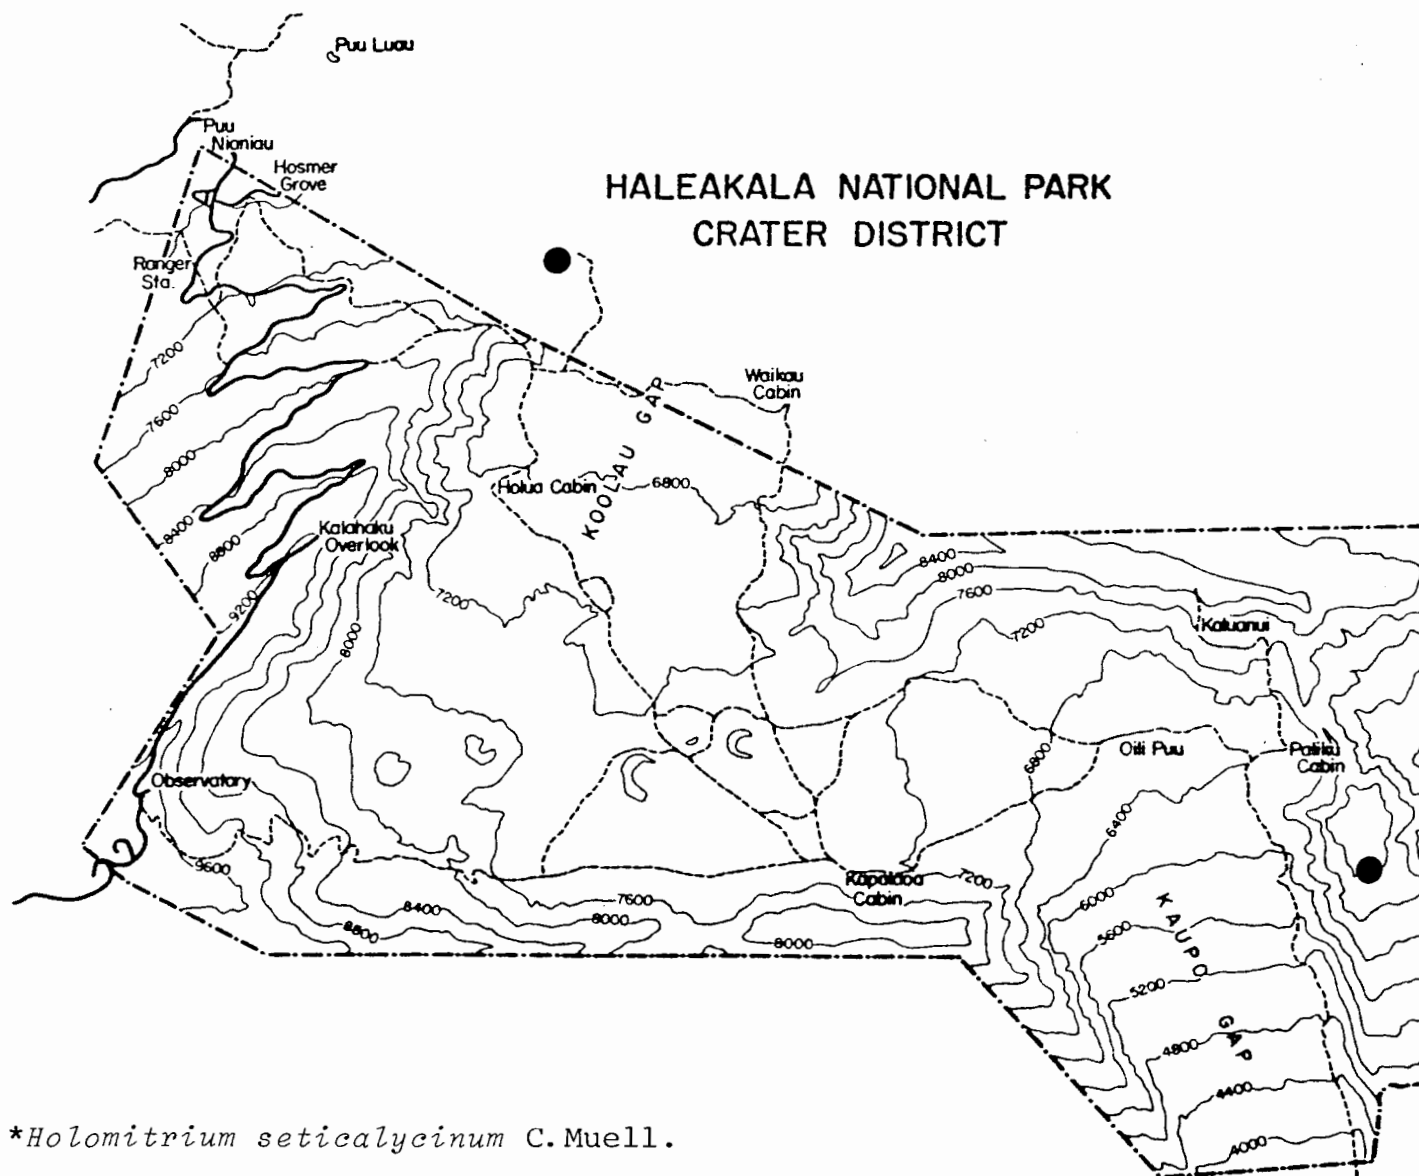 Puu Luau
Puu
Nianiau
Hosmer
Grove
HALEAKALA NATIONAL PARK
CRATER DISTRICT
Ranger
Sta.
7200
Waikau
Cabin
7600
KOOLAU GAP
8000
Holua Cabin
6800
8400
Kalahaku
Overlook
8800
8400
8000
7600
7200
9200
Kaluanui
7200
8000
6800
Oili Puu
Paliku
Cabin
Observatory
6400
9600
Kapalaoa
Cabin
7200
7600
6000
8400
8000
KAUPO GAP
8800
8000
5600
5200
4800
4400
4000
*Holomitrium seticalycinum C.Muell.